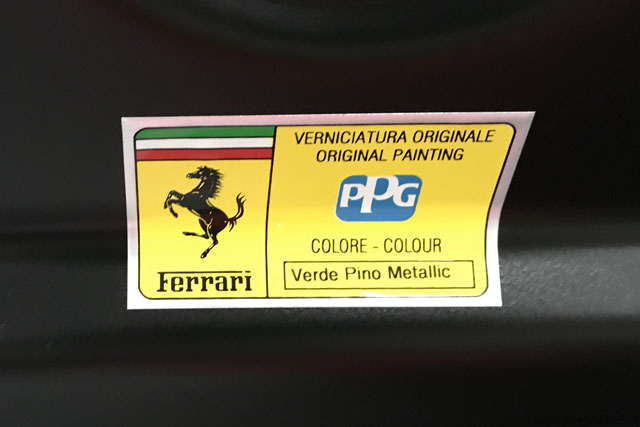 VERNICIATURA ORIGINALE
ORIGINAL PAINTING
PPG
COLORE - COLOUR
Verde Pino Metallic
Ferrari